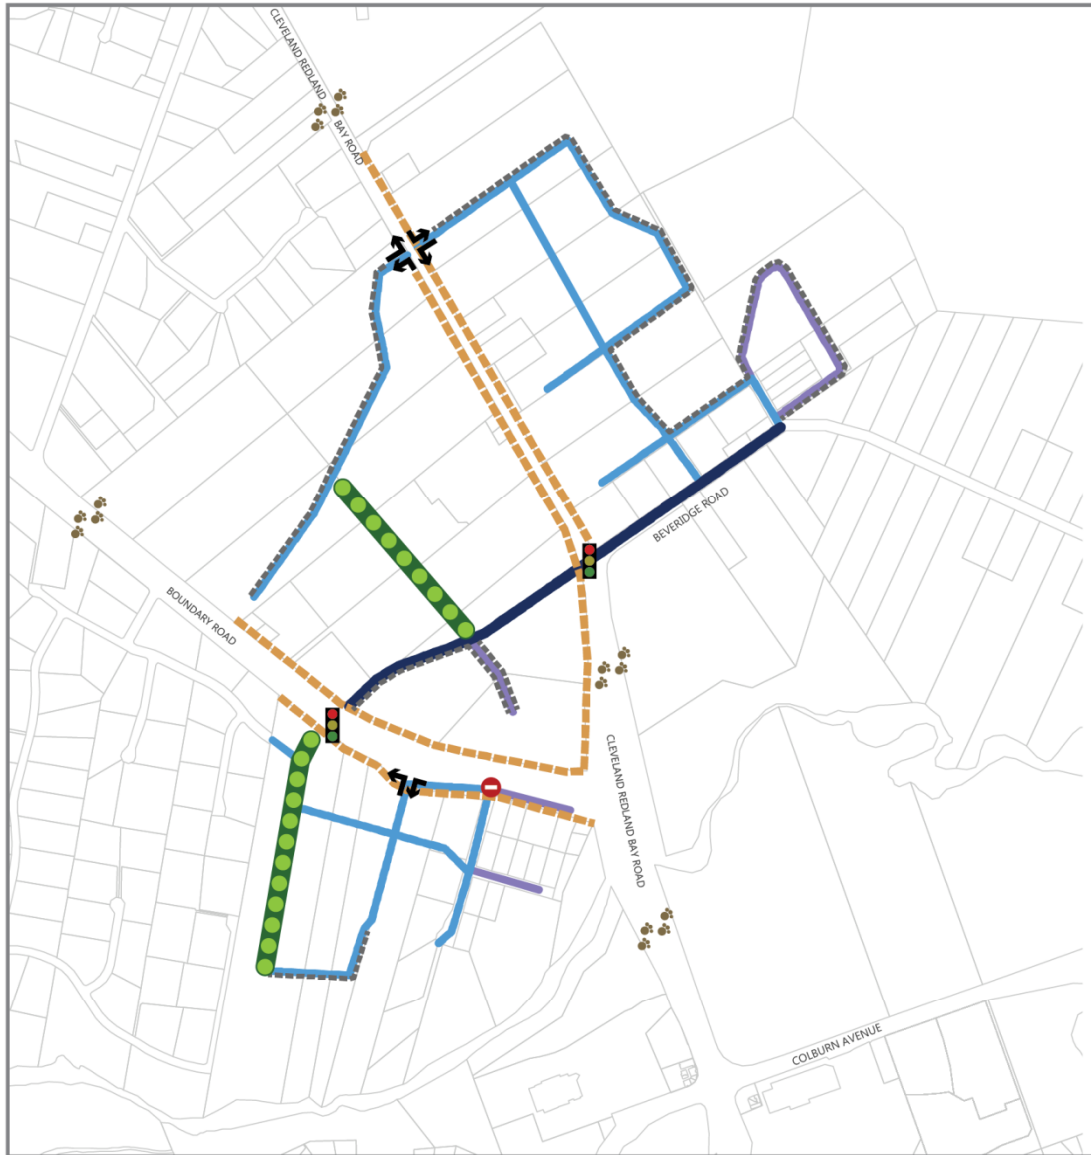 CLEVELAND REDLAND
BAY ROAD
BEVERIDGE ROAD
BOUNDARY ROAD
CLEVELAND REDLAND BAY ROAD
COLBURN AVENUE